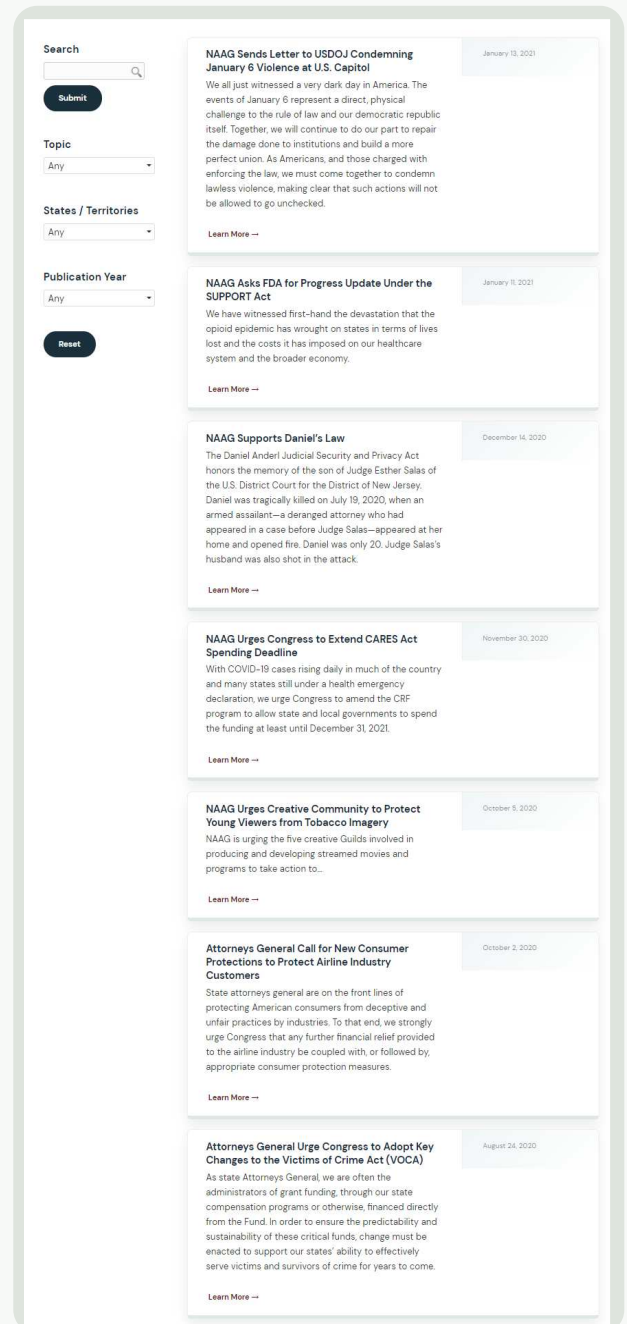 Search
Submit
Topic
Any
States / Territories
Any
Publication Year
Any
Reset
NAAG Sends Letter to USDOJ Condemning
January 6 Violence at U.S. Capitol
January 13, 2021
We all just witnessed a very dark day in America. The
events of January 6 represent a direct, physical
challenge to the rule of law and our democratic republic
itself. Together, we will continue to do our part to repair
the damage done to institutions and build a more
perfect union. As Americans, and those charged with
enforcing the law, we must come together to condemn
lawless violence, making clear that such actions will not
be allowed to go unchecked.
Learn More →
NAAG Asks FDA for Progress Update Under the
SUPPORT Act
January 11, 2021
We have witnessed first-hand the devastation that the
opioid epidemic has wrought on states in terms of lives
lost and the costs it has imposed on our healthcare
system and the broader economy.
Learn More →
NAAG Supports Daniel's Law
December 14, 2020
The Daniel Anderl Judicial Security and Privacy Act
honors the memory of the son of Judge Esther Salas of
the U.S. District Court for the District of New Jersey.
Daniel was tragically killed on July 19, 2020, when an
armed assailant—a deranged attorney who had
appeared in a case before Judge Salas—appeared at her
home and opened fire. Daniel was only 20. Judge Salas's
husband was also shot in the attack.
Learn More →
NAAG Urges Congress to Extend CARES Act
Spending Deadline
November 30, 2020
With COVID-19 cases rising daily in much of the country
and many states still under a health emergency
declaration, we urge Congress to amend the CRF
program to allow state and local governments to spend
the funding at least until December 31, 2021.
Learn More →
NAAG Urges Creative Community to Protect
Young Viewers from Tobacco Imagery
October 5, 2020
NAAG is urging the five creative Guilds involved in
producing and developing streamed movies and
programs to take action to...
Learn More →
Attorneys General Call for New Consumer
Protections to Protect Airline Industry
Customers
October 2, 2020
State attorneys general are on the front lines of
protecting American consumers from deceptive and
unfair practices by industries. To that end, we strongly
urge Congress that any further financial relief provided
to the airline industry be coupled with, or followed by,
appropriate consumer protection measures.
Learn More →
Attorneys General Urge Congress to Adopt Key
Changes to the Victims of Crime Act (VOCA)
August 24, 2020
As state Attorneys General, we are often the
administrators of grant funding, through our state
compensation programs or otherwise, financed directly
from the Fund. In order to ensure the predictability and
sustainability of these critical funds, change must be
enacted to support our states' ability to effectively
serve victims and survivors of crime for years to come.
Learn More →